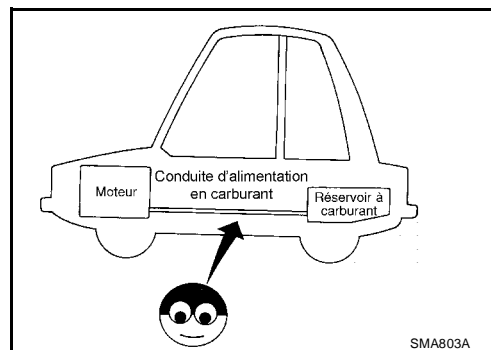 Conduite d'alimentation
en carburant
Moteur
Réservoir à
carburant
SMA803A